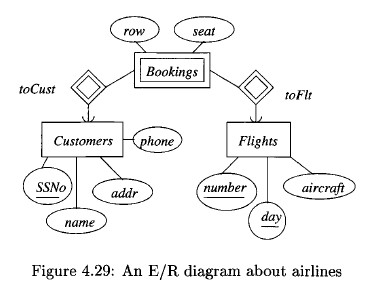 row seat
Bookings
toCust
toFlt
Customers phone Flights
SSNo addr number aircraft
name day
Figure 4.29: An E/R diagram about airlines